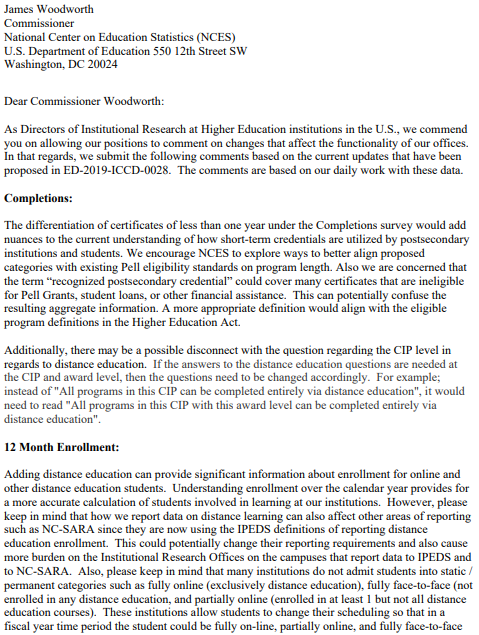 James Woodworth
Commissioner
National Center on Education Statistics (NCES)
U.S. Department of Education 550 12th Street SW
Washington, DC 20024
Dear Commissioner Woodworth:
As Directors of Institutional Research at Higher Education institutions in the U.S., we commend
you on allowing our positions to comment on changes that affect the functionality of our offices.
In that regards, we submit the following comments based on the current updates that have been
proposed in ED-2019-ICCD-0028.  The comments are based on our daily work with these data.
Completions:
The differentiation of certificates of less than one year under the Completions survey would add
nuances to the current understanding of how short-term credentials are utilized by postsecondary
institutions and students. We encourage NCES to explore ways to better align proposed
categories with existing Pell eligibility standards on program length. Also we are concerned that
the term “recognized postsecondary credential” could cover many certificates that are ineligible
for Pell Grants, student loans, or other financial assistance.  This can potentially confuse the
resulting aggregate information. A more appropriate definition would align with the eligible
program definitions in the Higher Education Act.
Additionally, there may be a possible disconnect with the question regarding the CIP level in
regards to distance education.  If the answers to the distance education questions are needed at
the CIP and award level, then the questions need to be changed accordingly.  For example;
instead of "All programs in this CIP can be completed entirely via distance education", it would
need to read "All programs in this CIP with this award level can be completed entirely via
distance education".
12 Month Enrollment:
Adding distance education can provide significant information about enrollment for online and
other distance education students.  Understanding enrollment over the calendar year provides for
a more accurate calculation of students involved in learning at our institutions.  However, please
keep in mind that how we report data on distance learning can also affect other areas of reporting
such as NC-SARA since they are now using the IPEDS definitions of reporting distance
education enrollment.  This could potentially change their reporting requirements and also cause
more burden on the Institutional Research Offices on the campuses that report data to IPEDS and
to NC-SARA.  Also, please keep in mind that many institutions do not admit students into static /
permanent categories such as fully online (exclusively distance education), fully face-to-face (not
enrolled in any distance education, and partially online (enrolled in at least 1 but not all distance
education courses).  These institutions allow students to change their scheduling so that in a
fiscal year time period the student could be fully on-line, partially online, and fully face-to-face